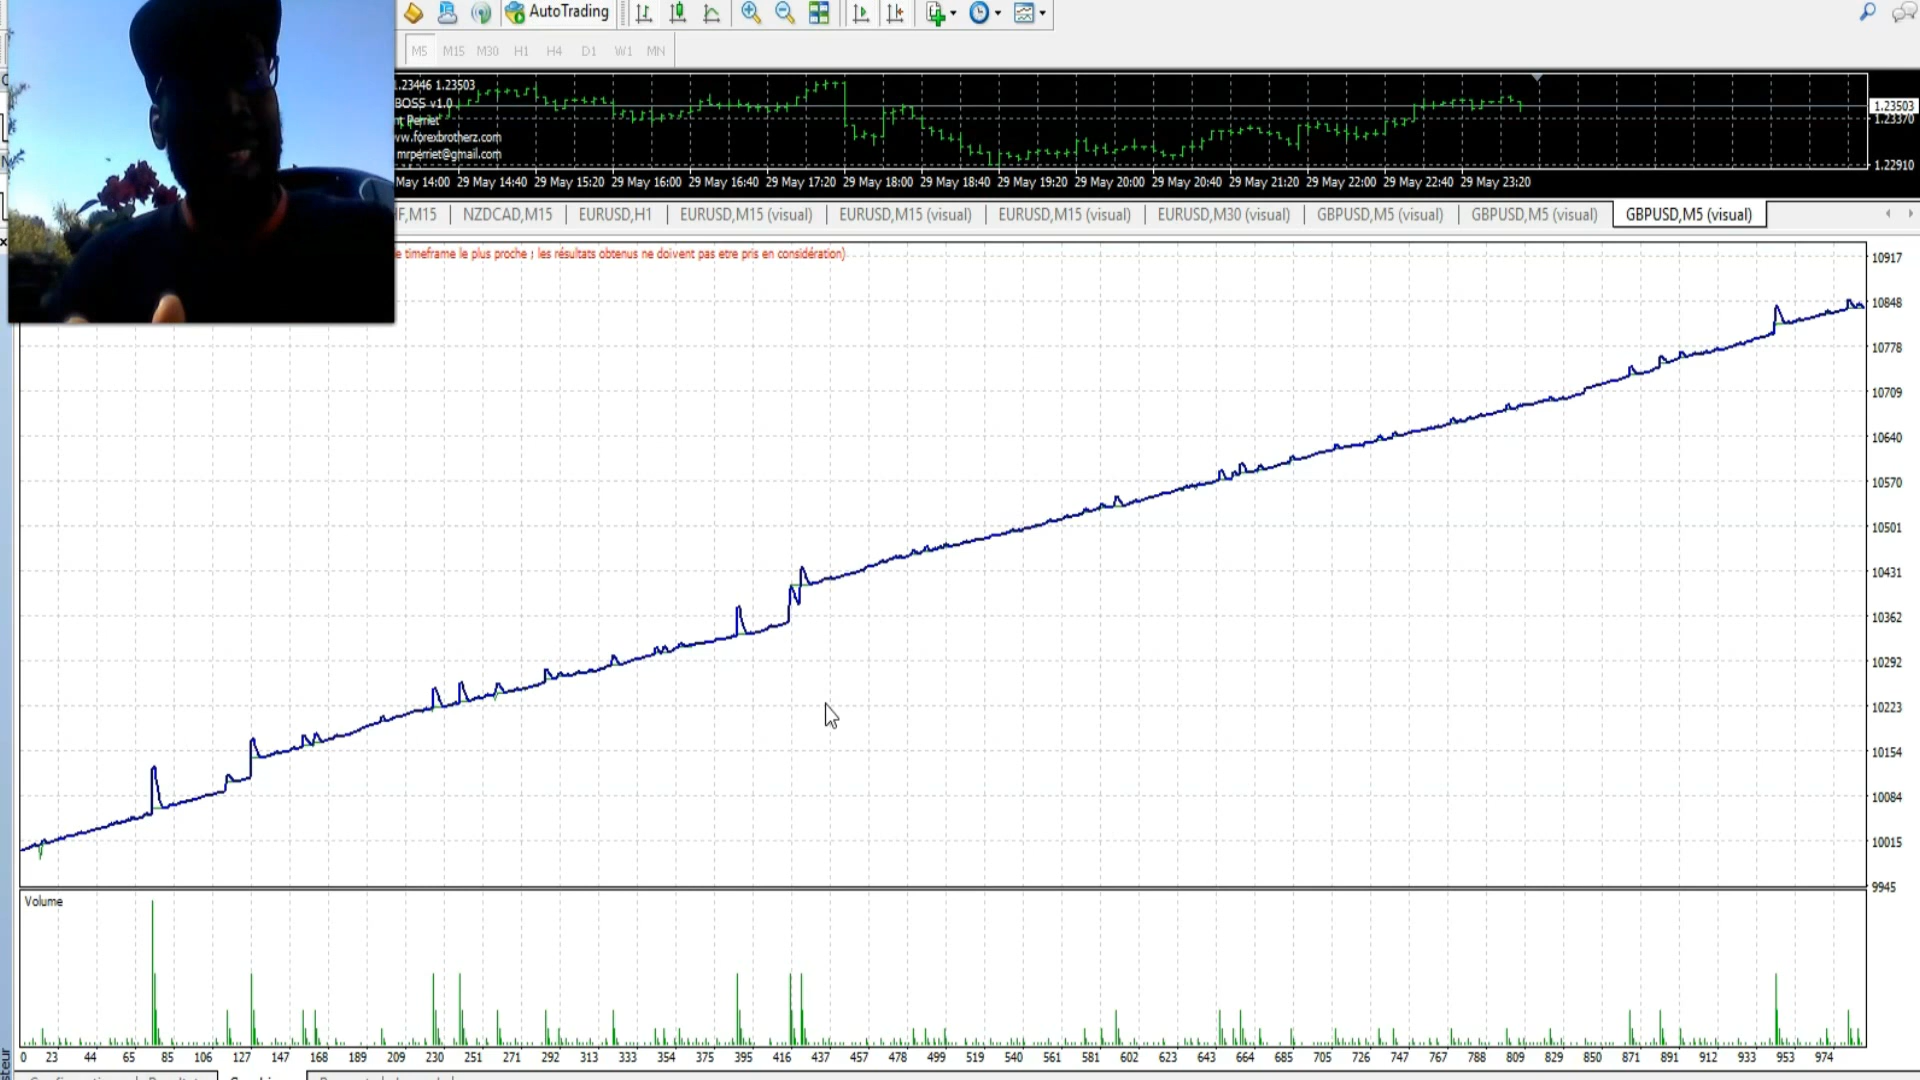 AutoTrading
M5 M15 M30 H1 H4 D1 W1 MN
1.23446 1.23503
BOSS v1.0
Perriet
www.forexbrotherz.com
mrperriet@gmail.com
1.23503
1.23370
1.22910
May 14:00 29 May 14:40 29 May 15:20 29 May 16:00 29 May 16:40 29 May 17:20 29 May 18:00 29 May 18:40 29 May 19:20 29 May 20:00 29 May 20:40 29 May 21:20 29 May 22:00 29 May 22:40 29 May 23:20
F,M15 NZDCAD,M15 EURUSD,H1 EURUSD,M15 (visual) EURUSD,M15 (visual) EURUSD,M15 (visual) EURUSD,M30 (visual) GBPUSD,M5 (visual) GBPUSD,M5 (visual) GBPUSD,M5 (visual)
e timeframe le plus proche ; les résultats obtenus ne doivent pas etre pris en considération)
10917
10848
10778
10709
10640
10570
10501
10431
10362
10292
10223
10154
10084
10015
9945
Volume
0 23 44 65 85 106 127 147 168 189 209 230 251 271 292 313 333 354 375 395 416 437 457 478 499 519 540 561 581 602 623 643 664 685 705 726 747 767 788 809 829 850 871 891 912 933 953 974